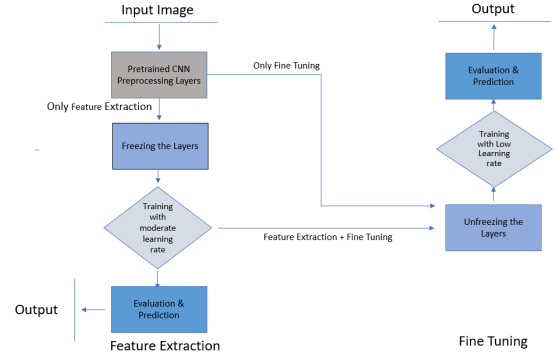 Input Image
Pretrained CNN
Preprocessing Layers
Only Fine Tuning
Only Feature Extraction
Freezing the Layers
Training
with
moderate
learning
rate
Feature Extraction + Fine Tuning
Evaluation &
Prediction
Output
Feature Extraction
Output
Evaluation &
Prediction
Training
with Low
Learning
rate
Unfreezing the
Layers
Fine Tuning